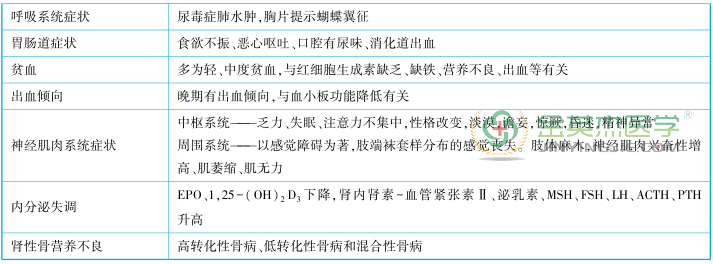 呼吸系统症状 尿毒症肺水肿,胸片提示蝴蝶翼征
胃肠道症状 食欲不振、恶心呕吐、口腔有尿味、消化道出血
贫血 多为轻、中度贫血,与红细胞生成素缺乏、缺铁、营养不良、出血等有关
出血倾向 晚期有出血倾向,与血小板功能降低有关
神经肌肉系统症状 中枢系统——乏力、失眠、注意力不集中,性格改变,淡漠、谵妄、惊厥、昏迷,精神异常
周围系统——以感觉障碍为著,肢端袜套样分布的感觉丧失。肢体麻木、神经肌肉兴奋性增
高、肌萎缩、肌无力
内分泌失调 EPO、1,25-(OH)₂D₃下降,肾内肾素-血管紧张素Ⅱ、泌乳素、MSH、FSH、LH、ACTH、PTH
升高
肾性骨营养不良 高转化性骨病、低转化性骨病和混合性骨病
金英杰医学®